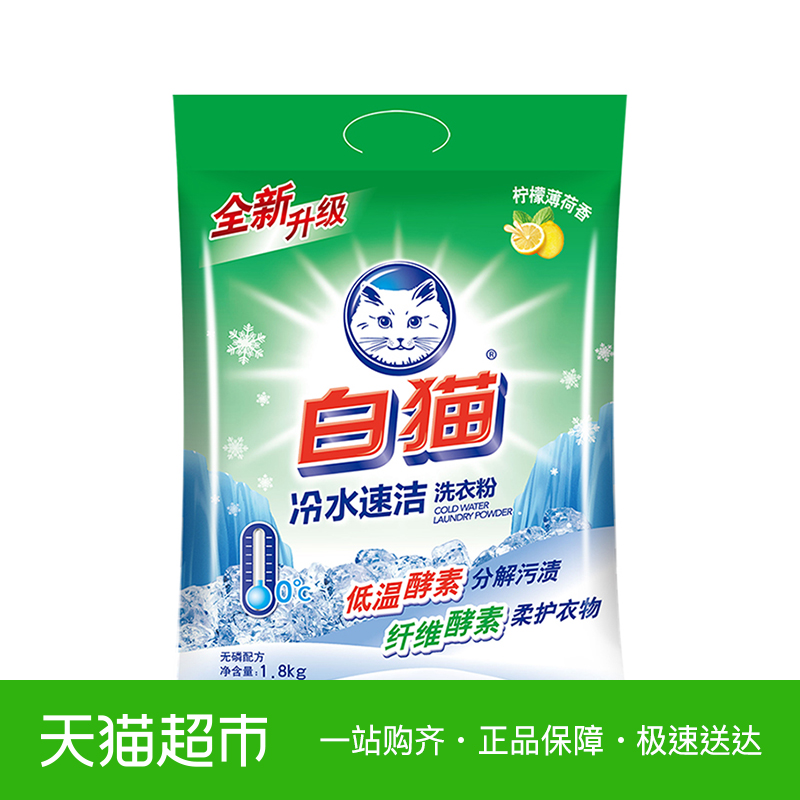 全新升级
柠檬薄荷香
®
白猫
冷水速洁 洗衣粉
COLD WATER
LAUNDRY POWDER
0℃
低温酵素 分解污渍
纤维酵素 柔护衣物
无磷配方
净含量:1.8kg
天猫超市 一站购齐·正品保障·极速送达